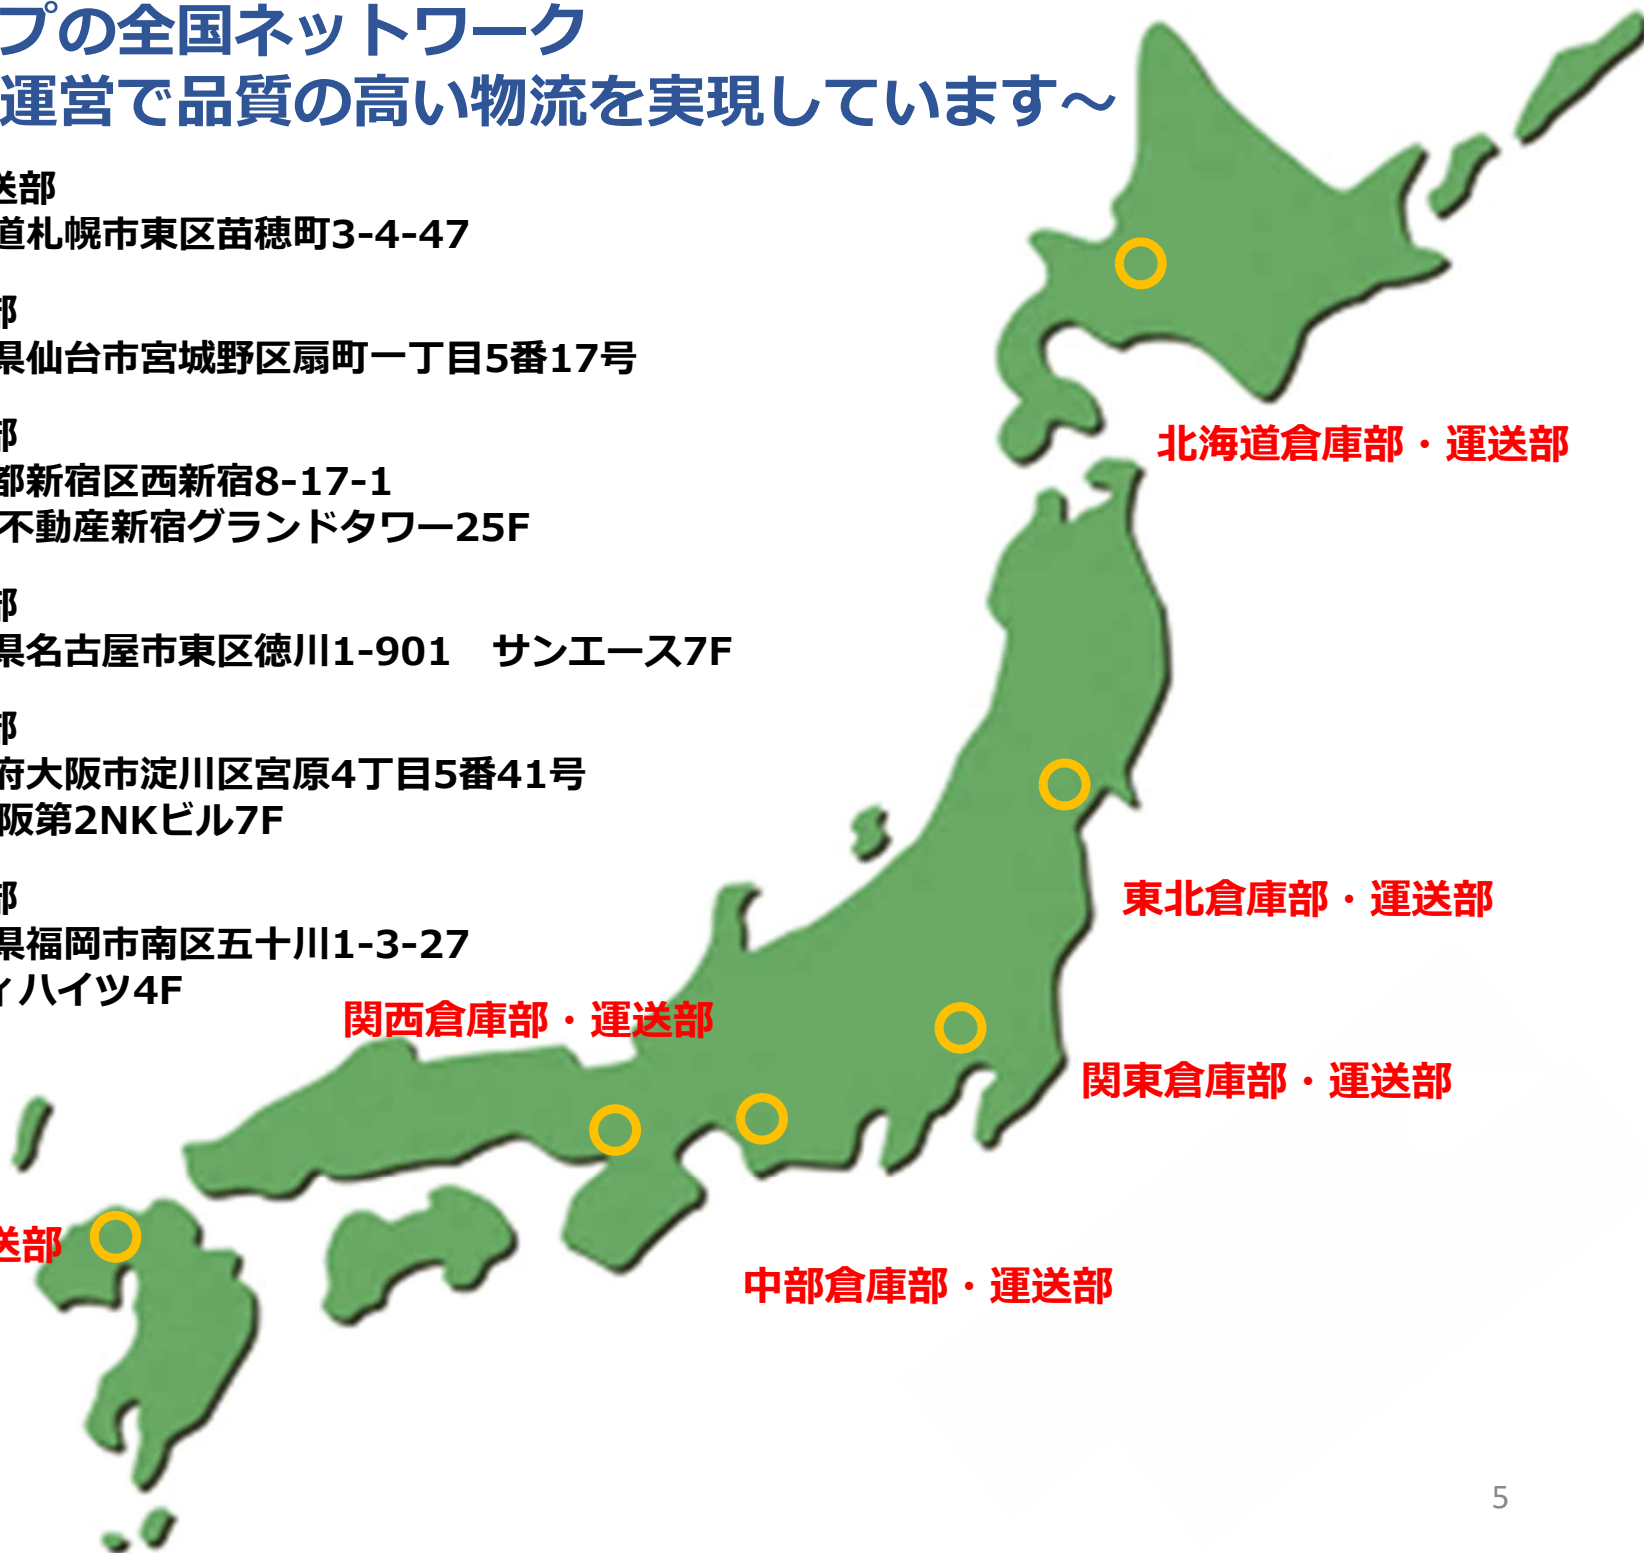 プの全国ネットワーク
運営で品質の高い物流を実現しています～
送部
道札幌市東区苗穂町3-4-47
部
県仙台市宮城野区扇町一丁目5番17号
部
都新宿区西新宿8-17-1
不動産新宿グランドタワー25F
部
県名古屋市東区徳川1-901　サンエース7F
部
府大阪市淀川区宮原4丁目5番41号
阪第2NKビル7F
部
県福岡市南区五十川1-3-27
ィハイツ4F
北海道倉庫部・運送部
東北倉庫部・運送部
関西倉庫部・運送部
関東倉庫部・運送部
送部
中部倉庫部・運送部
5